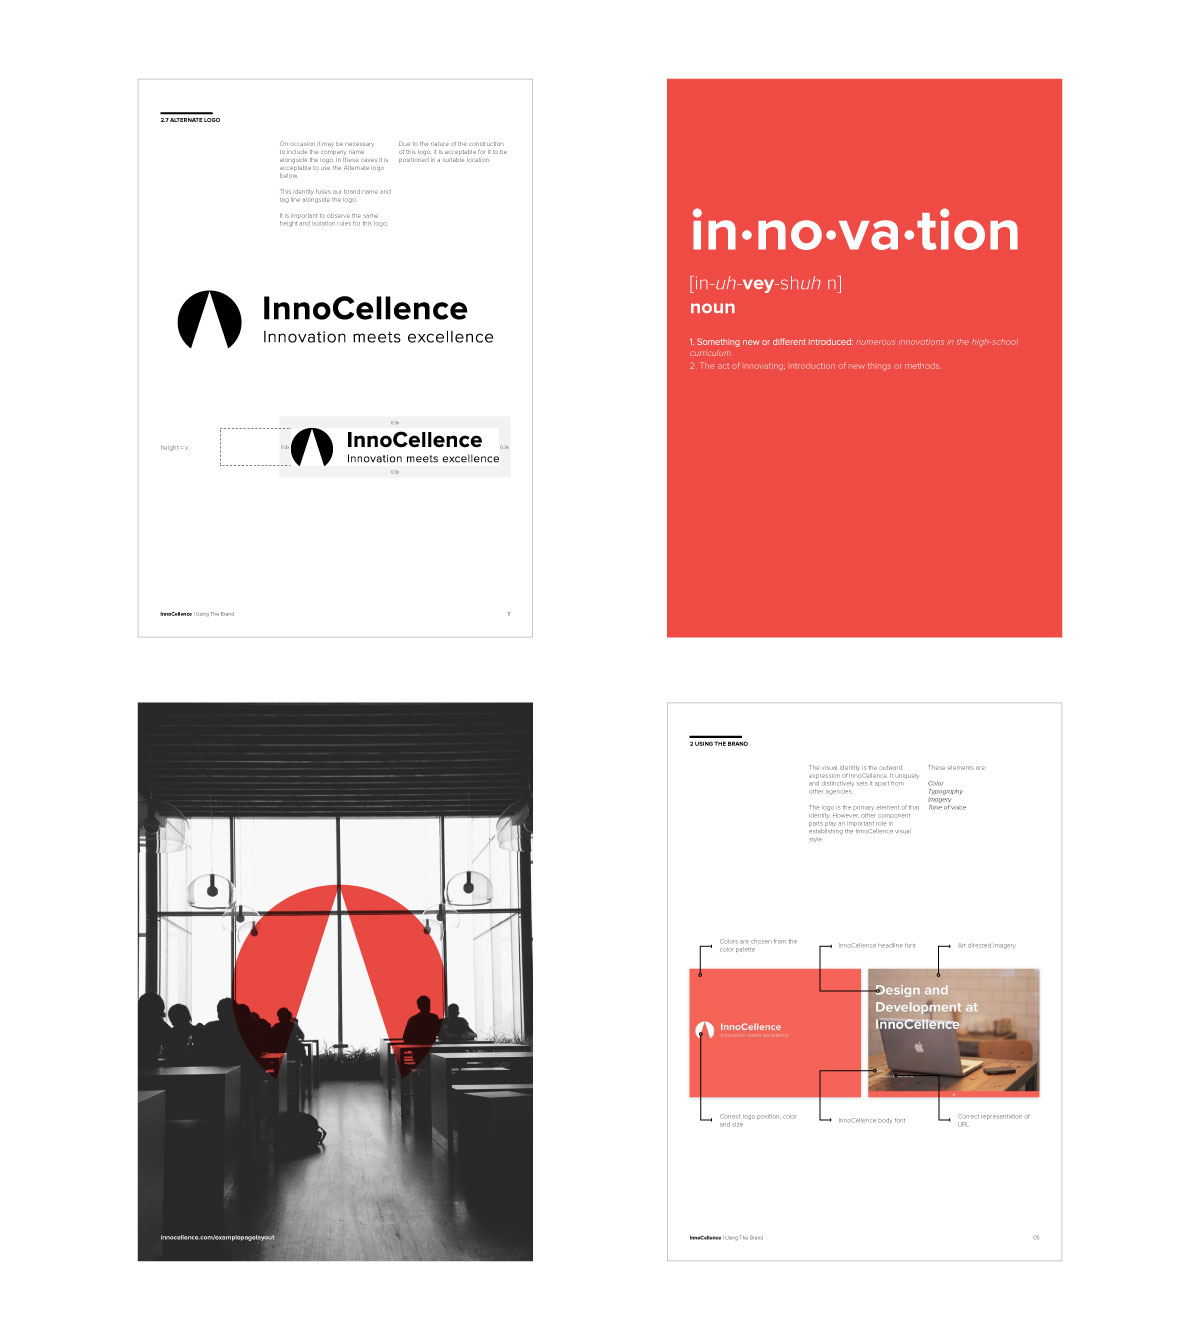 2.7 ALTERNATE LOGO
On occasion it may be necessary
to include the company name
alongside the logo. In these cases it is
acceptable to use the Alternate logo
below.
This identity fuses our brand name and
tag line alongside the logo.
It is important to observe the same
height and isolation rules for this logo.
Due to the nature of the construction
of this logo, it is acceptable for it to be
positioned in a suitable location.
InnoCellence
Innovation meets excellence
height = x
0.3x
0.3x
InnoCellence
Innovation meets excellence
0.3x
0.3x
InnoCellence | Using The Brand
11
in·no·va·tion
[in-uh-vey-shuh n]
noun
1. Something new or different introduced: numerous innovations in the high-school
curriculum.
2. The act of innovating; introduction of new things or methods.
innocellence.com/examplepagelayout
2 USING THE BRAND
The visual identity is the outward
expression of InnoCellence. It uniquely
and distinctively sets it apart from
other agencies.
The logo is the primary element of that
identity. However, other component
parts play an important role in
establishing the InnoCellence visual
style.
These elements are:
Color
Typography
Imagery
Tone of voice
Colors are chosen from the
color palette
InnoCellence headline font
Art directed imagery
InnoCellence
Innovation meets excellence
Design and
Development at
InnoCellence
Correct logo position, color
and size
InnoCellence body font
Correct representation of
URL
InnoCellence | Using The Brand
05